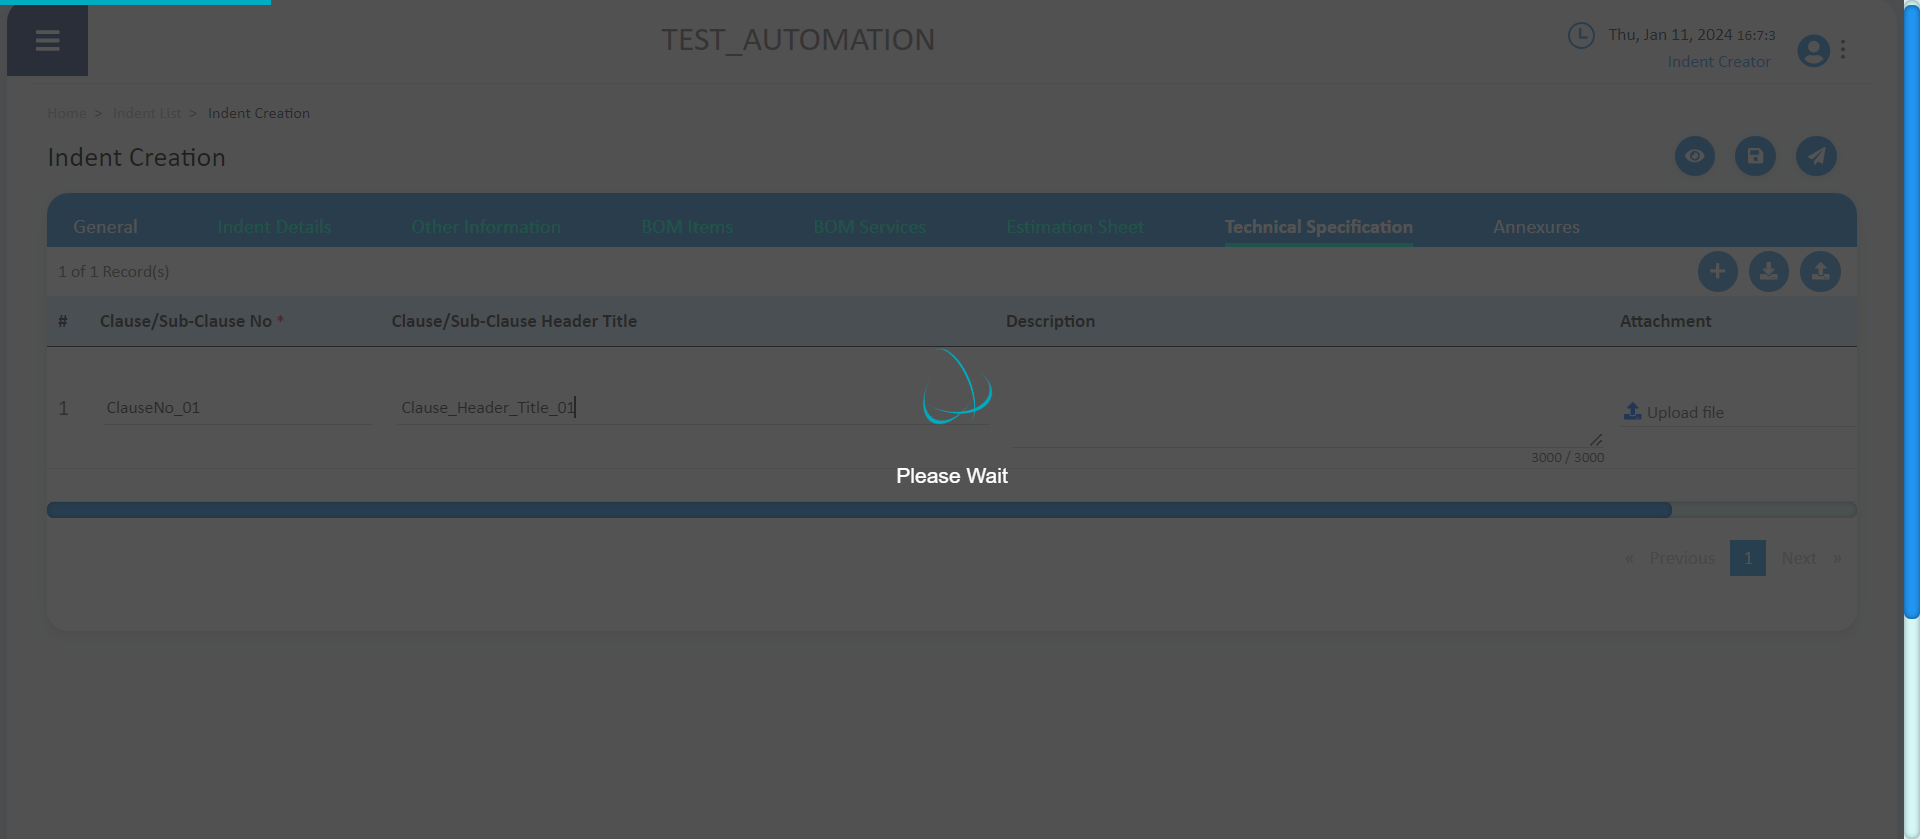 TEST_AUTOMATION
Thu, Jan 11, 2024 16:7:3
Indent Creator
Home > Indent List > Indent Creation
Indent Creation
General Indent Details Other Information BOM Items BOM Services Estimation Sheet Technical Specification Annexures
1 of 1 Record(s)
# Clause/Sub-Clause No * Clause/Sub-Clause Header Title Description Attachment
1 ClauseNo_01 Clause_Header_Title_01 Upload file
3000 / 3000
Please Wait
« Previous 1 Next »